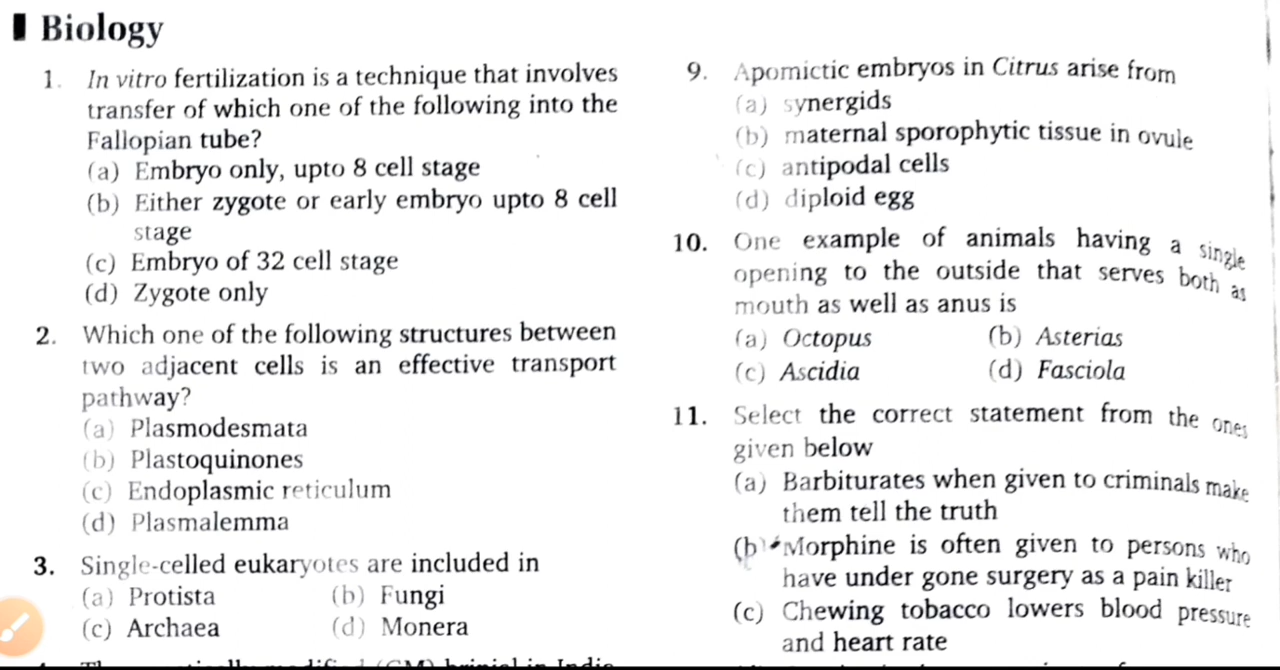 Biology
1. In vitro fertilization is a technique that involves
transfer of which one of the following into the
Fallopian tube?
(a) Embryo only, upto 8 cell stage
(b) Either zygote or early embryo upto 8 cell
stage
(c) Embryo of 32 cell stage
(d) Zygote only
2. Which one of the following structures between
two adjacent cells is an effective transport
pathway?
(a) Plasmodesmata
(b) Plastoquinones
(c) Endoplasmic reticulum
(d) Plasmalemma
3. Single-celled eukaryotes are included in
(a) Protista (b) Fungi
(c) Archaea (d) Monera
9. Apomictic embryos in Citrus arise from
(a) synergids
(b) maternal sporophytic tissue in ovule
(c) antipodal cells
(d) diploid egg
10. One example of animals having a single
opening to the outside that serves both as
mouth as well as anus is
(a) Octopus (b) Asterias
(c) Ascidia (d) Fasciola
11. Select the correct statement from the ones
given below
(a) Barbiturates when given to criminals make
them tell the truth
(b) Morphine is often given to persons who
have under gone surgery as a pain killer
(c) Chewing tobacco lowers blood pressure
and heart rate